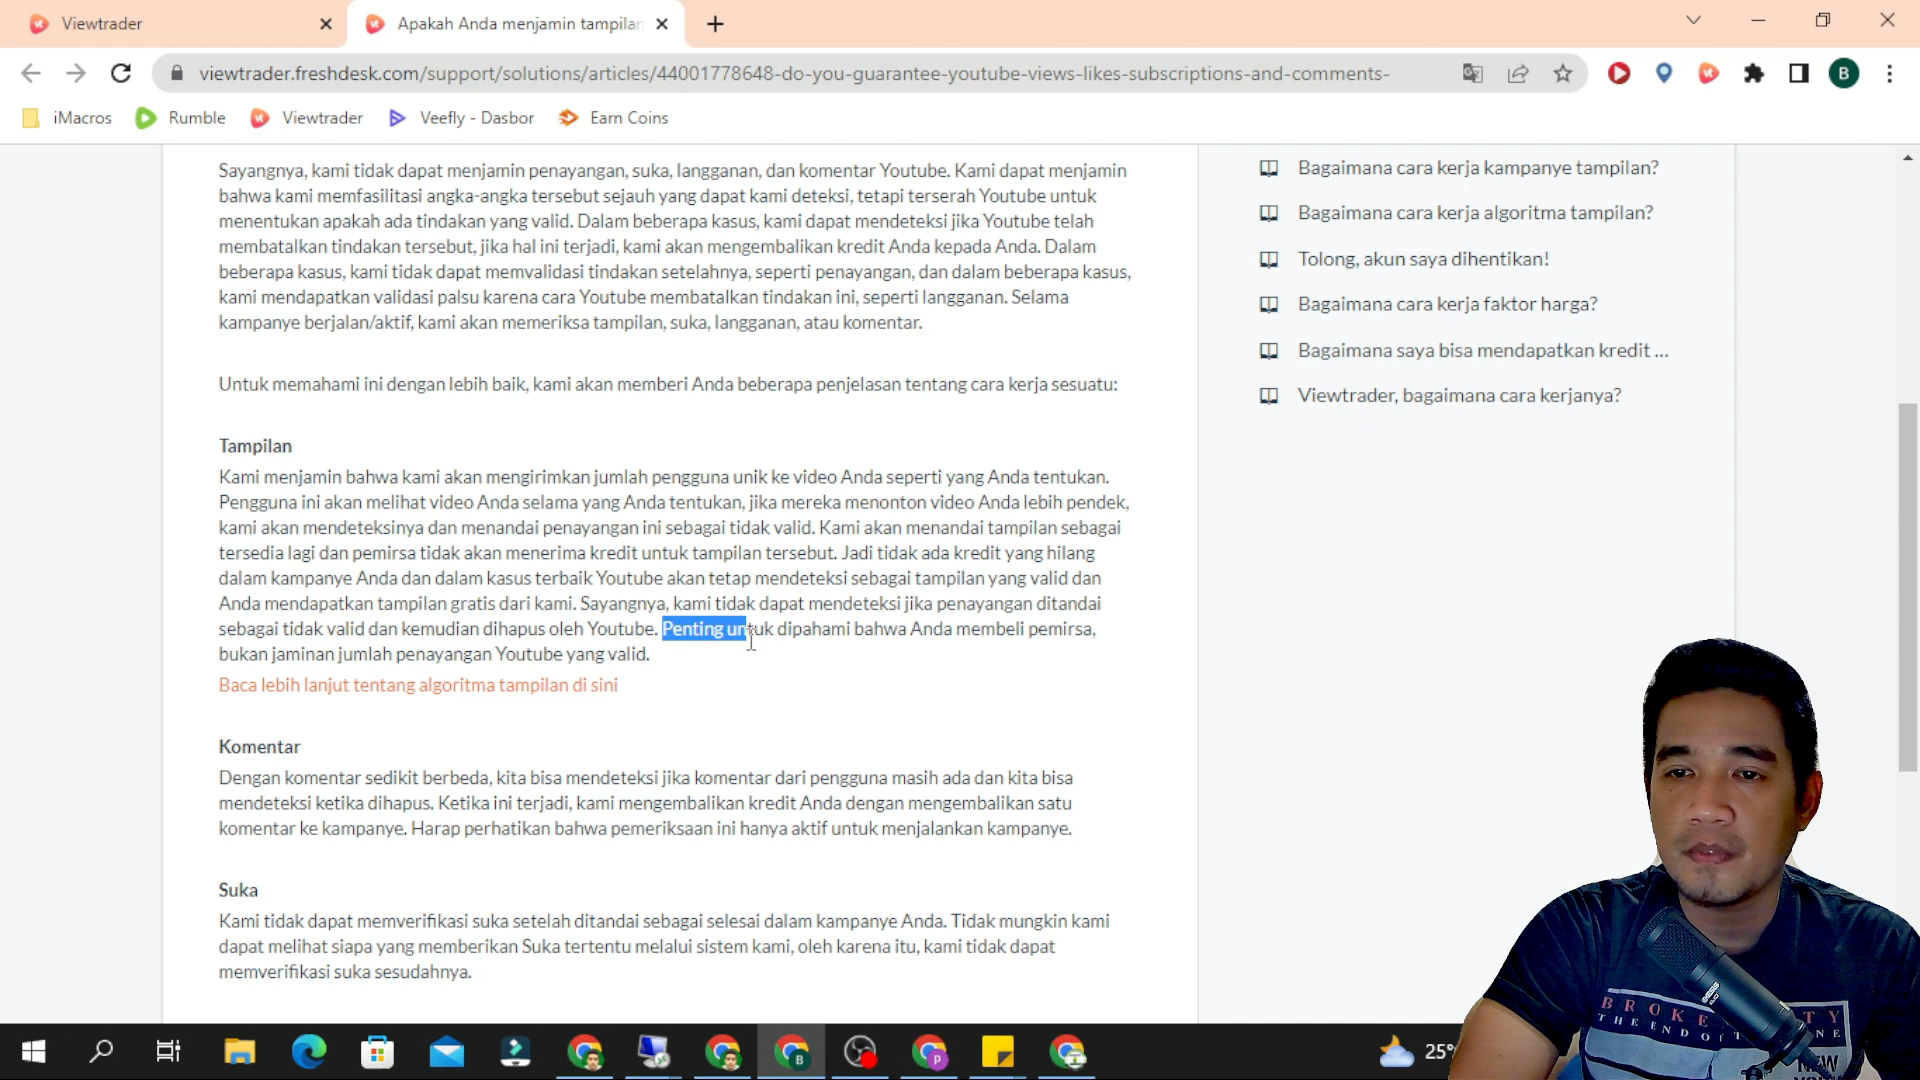 Viewtrader
Apakah Anda menjamin tampilan
viewtrader.freshdesk.com/support/solutions/articles/44001778648-do-you-guarantee-youtube-views-likes-subscriptions-and-comments-
B
iMacros
Rumble
Viewtrader
Veefly - Dasbor
Earn Coins
Sayangnya, kami tidak dapat menjamin penayangan, suka, langganan, dan komentar Youtube. Kami dapat menjamin
bahwa kami memfasilitasi angka-angka tersebut sejauh yang dapat kami deteksi, tetapi terserah Youtube untuk
menentukan apakah ada tindakan yang valid. Dalam beberapa kasus, kami dapat mendeteksi jika Youtube telah
membatalkan tindakan tersebut, jika hal ini terjadi, kami akan mengembalikan kredit Anda kepada Anda. Dalam
beberapa kasus, kami tidak dapat memvalidasi tindakan setelahnya, seperti penayangan, dan dalam beberapa kasus,
kami mendapatkan validasi palsu karena cara Youtube membatalkan tindakan ini, seperti langganan. Selama
kampanye berjalan/aktif, kami akan memeriksa tampilan, suka, langganan, atau komentar.
Untuk memahami ini dengan lebih baik, kami akan memberi Anda beberapa penjelasan tentang cara kerja sesuatu:
Tampilan
Kami menjamin bahwa kami akan mengirimkan jumlah pengguna unik ke video Anda seperti yang Anda tentukan.
Pengguna ini akan melihat video Anda selama yang Anda tentukan, jika mereka menonton video Anda lebih pendek,
kami akan mendeteksinya dan menandai penayangan ini sebagai tidak valid. Kami akan menandai tampilan sebagai
tersedia lagi dan pemirsa tidak akan menerima kredit untuk tampilan tersebut. Jadi tidak ada kredit yang hilang
dalam kampanye Anda dan dalam kasus terbaik Youtube akan tetap mendeteksi sebagai tampilan yang valid dan
Anda mendapatkan tampilan gratis dari kami. Sayangnya, kami tidak dapat mendeteksi jika penayangan ditandai
sebagai tidak valid dan kemudian dihapus oleh Youtube. Penting untuk dipahami bahwa Anda membeli pemirsa,
bukan jaminan jumlah penayangan Youtube yang valid.
Baca lebih lanjut tentang algoritma tampilan di sini
Komentar
Dengan komentar sedikit berbeda, kita bisa mendeteksi jika komentar dari pengguna masih ada dan kita bisa
mendeteksi ketika dihapus. Ketika ini terjadi, kami mengembalikan kredit Anda dengan mengembalikan satu
komentar ke kampanye. Harap perhatikan bahwa pemeriksaan ini hanya aktif untuk menjalankan kampanye.
Suka
Kami tidak dapat memverifikasi suka setelah ditandai sebagai selesai dalam kampanye Anda. Tidak mungkin kami
dapat melihat siapa yang memberikan Suka tertentu melalui sistem kami, oleh karena itu, kami tidak dapat
memverifikasi suka sesudahnya.
Bagaimana cara kerja kampanye tampilan?
Bagaimana cara kerja algoritma tampilan?
Tolong, akun saya dihentikan!
Bagaimana cara kerja faktor harga?
Bagaimana saya bisa mendapatkan kredit ...
Viewtrader, bagaimana cara kerjanya?
25°
BROKE
THE END OF
NEW